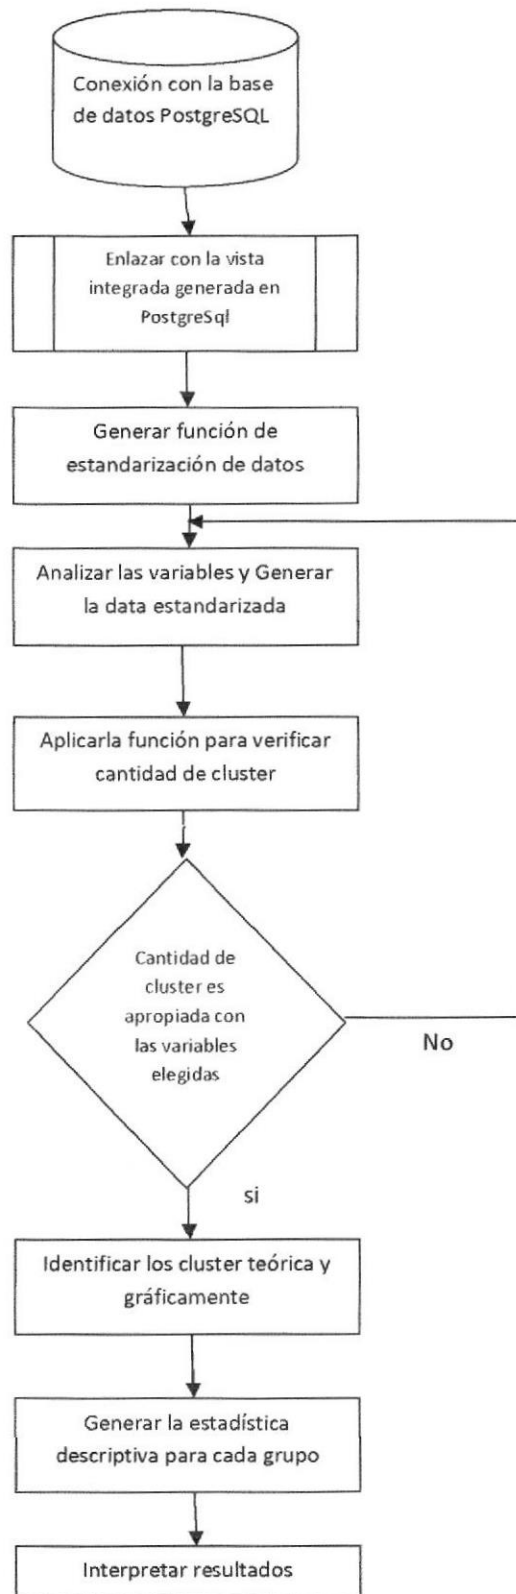 Conexión con la base
de datos PostgreSQL
Enlazar con la vista
integrada generada en
PostgreSql
Generar función de
estandarización de datos
Analizar las variables y Generar
la data estandarizada
Aplicarla función para verificar
cantidad de cluster
Cantidad de
cluster es
apropiada con
las variables
elegidas
No
si
Identificar los cluster teórica y
gráficamente
Generar la estadística
descriptiva para cada grupo
Interpretar resultados